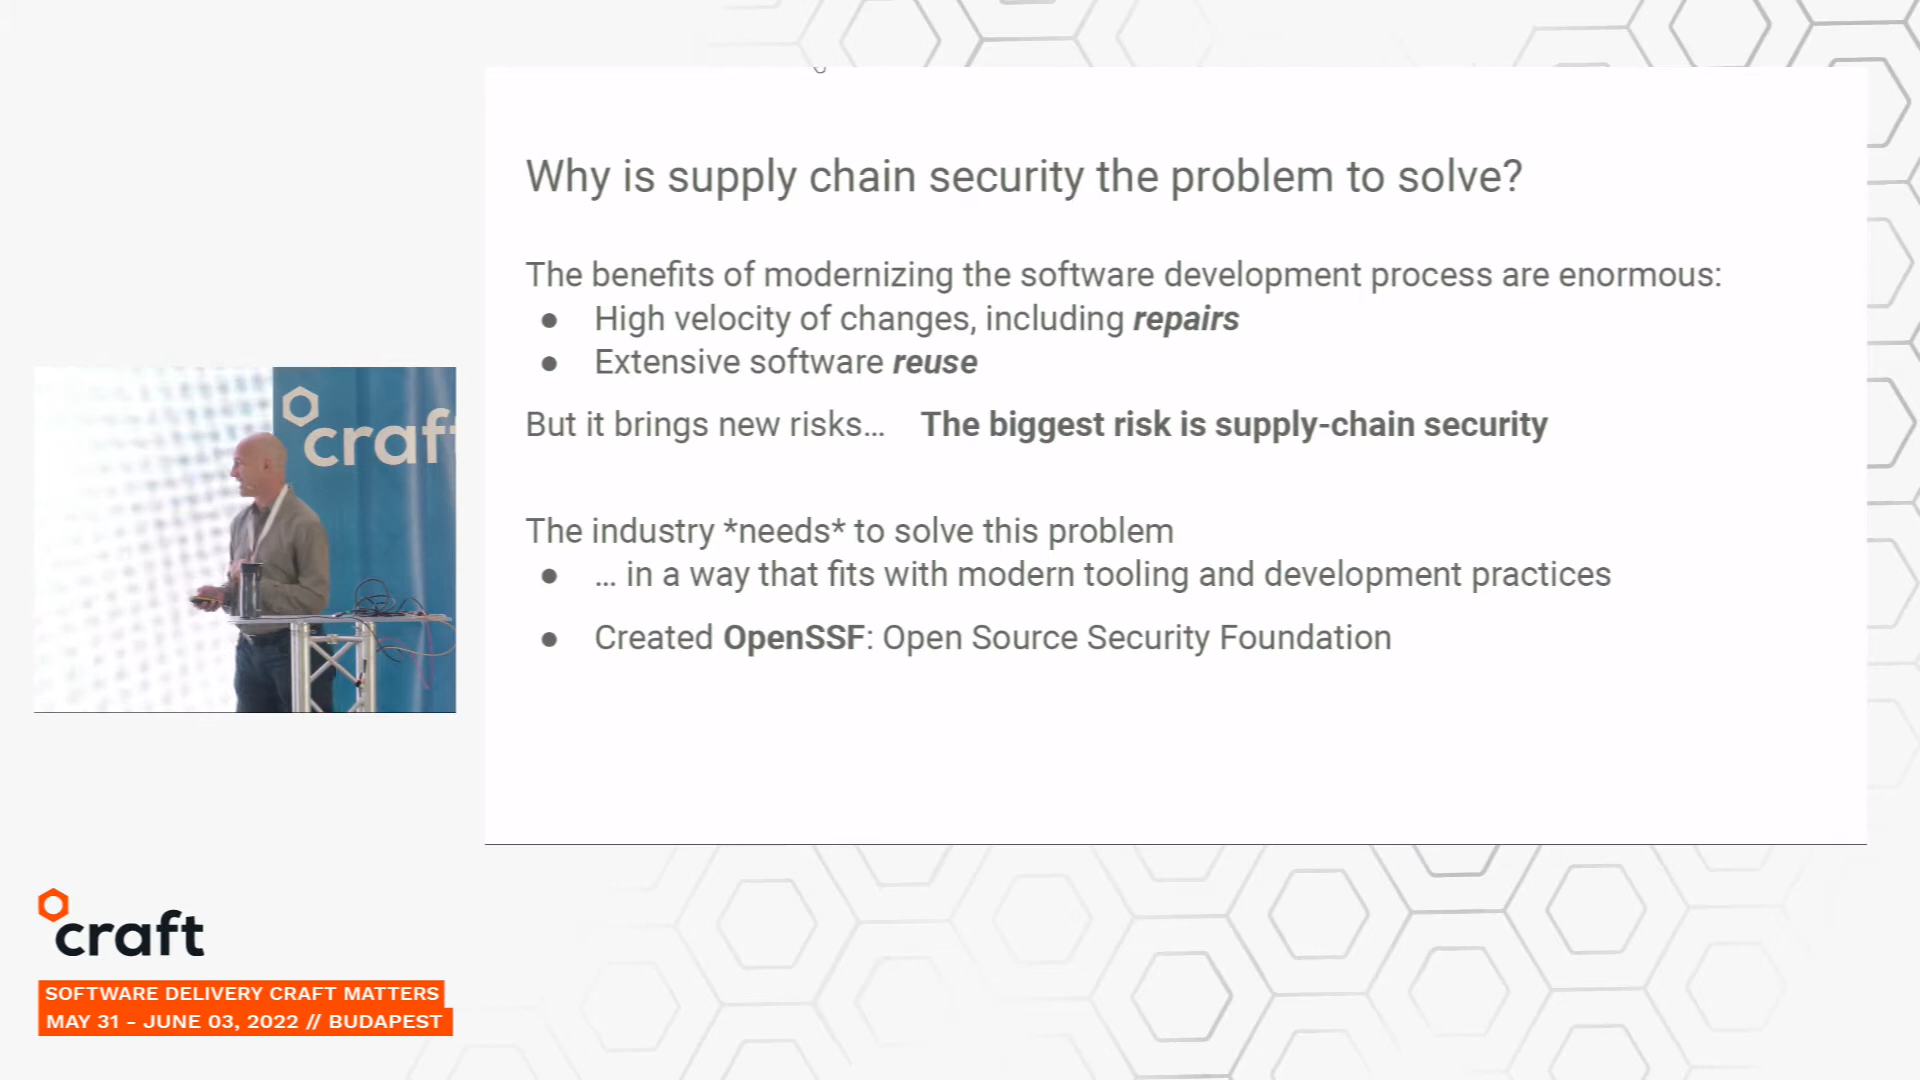 Why is supply chain security the problem to solve?
The benefits of modernizing the software development process are enormous:
● High velocity of changes, including repairs
● Extensive software reuse
But it brings new risks... The biggest risk is supply-chain security
The industry *needs* to solve this problem
● ... in a way that fits with modern tooling and development practices
● Created OpenSSF: Open Source Security Foundation
craft
craft
SOFTWARE DELIVERY CRAFT MATTERS
MAY 31 - JUNE 03, 2022 // BUDAPEST